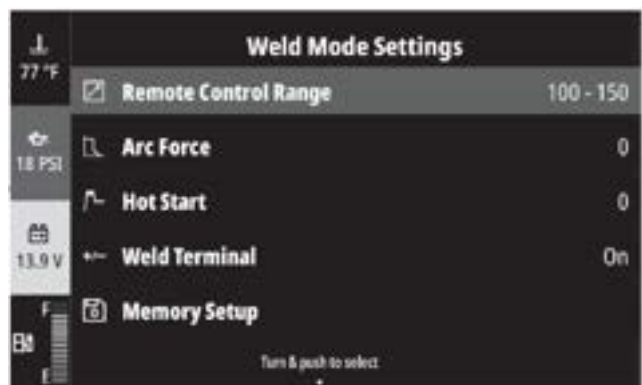 Weld Mode Settings
77 °F
Remote Control Range 100 - 150
18 PSI
Arc Force 0
Hot Start 0
13.9 V
Weld Terminal On
Memory Setup
F
E
Turn & push to select